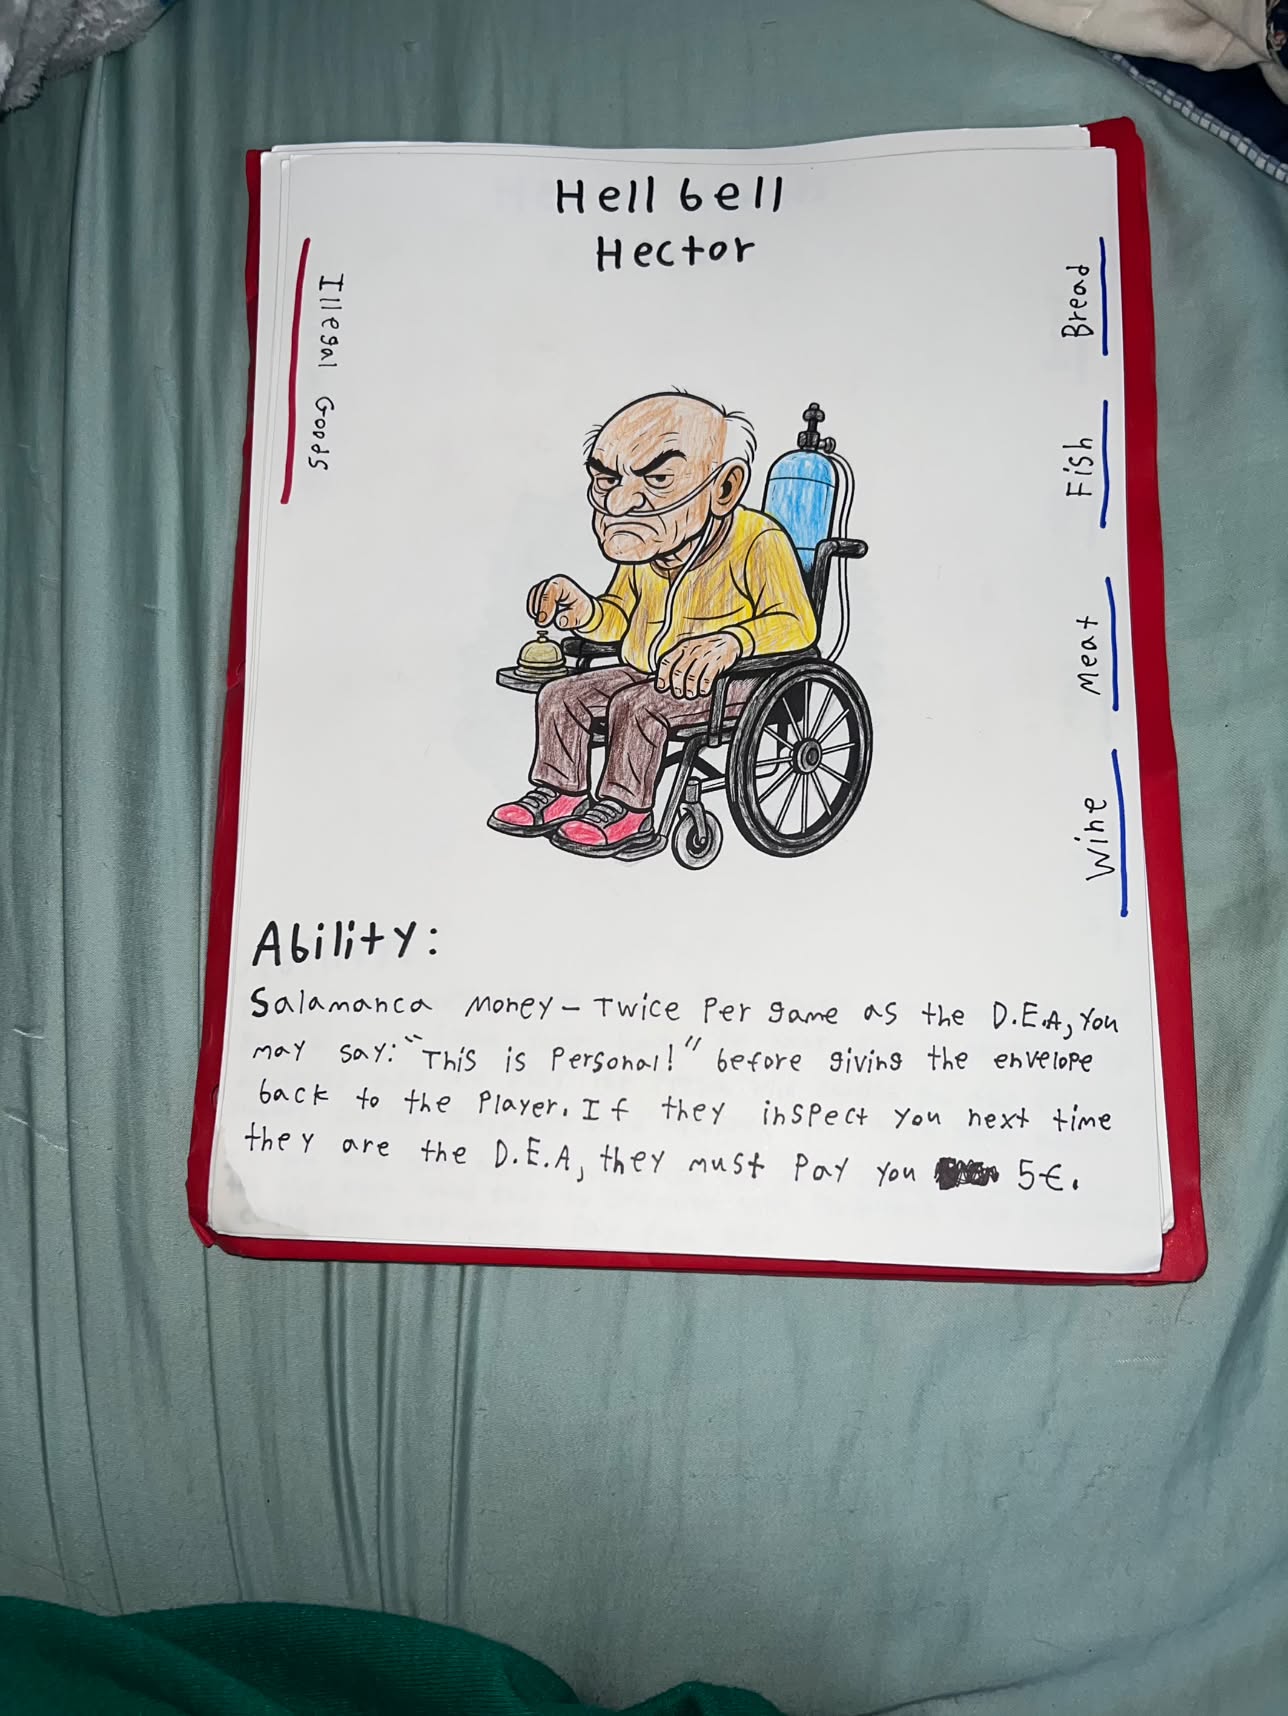 Hell bell
Hector
Illegal Goods
Bread
Fish
Meat
Wine
Ability:
Salamanca Money - Twice Per game as the D.E.A, You
may say: "This is Personal!" before giving the envelope
back to the Player. If they inspect you next time
they are the D.E.A, they must Pay you 5€.